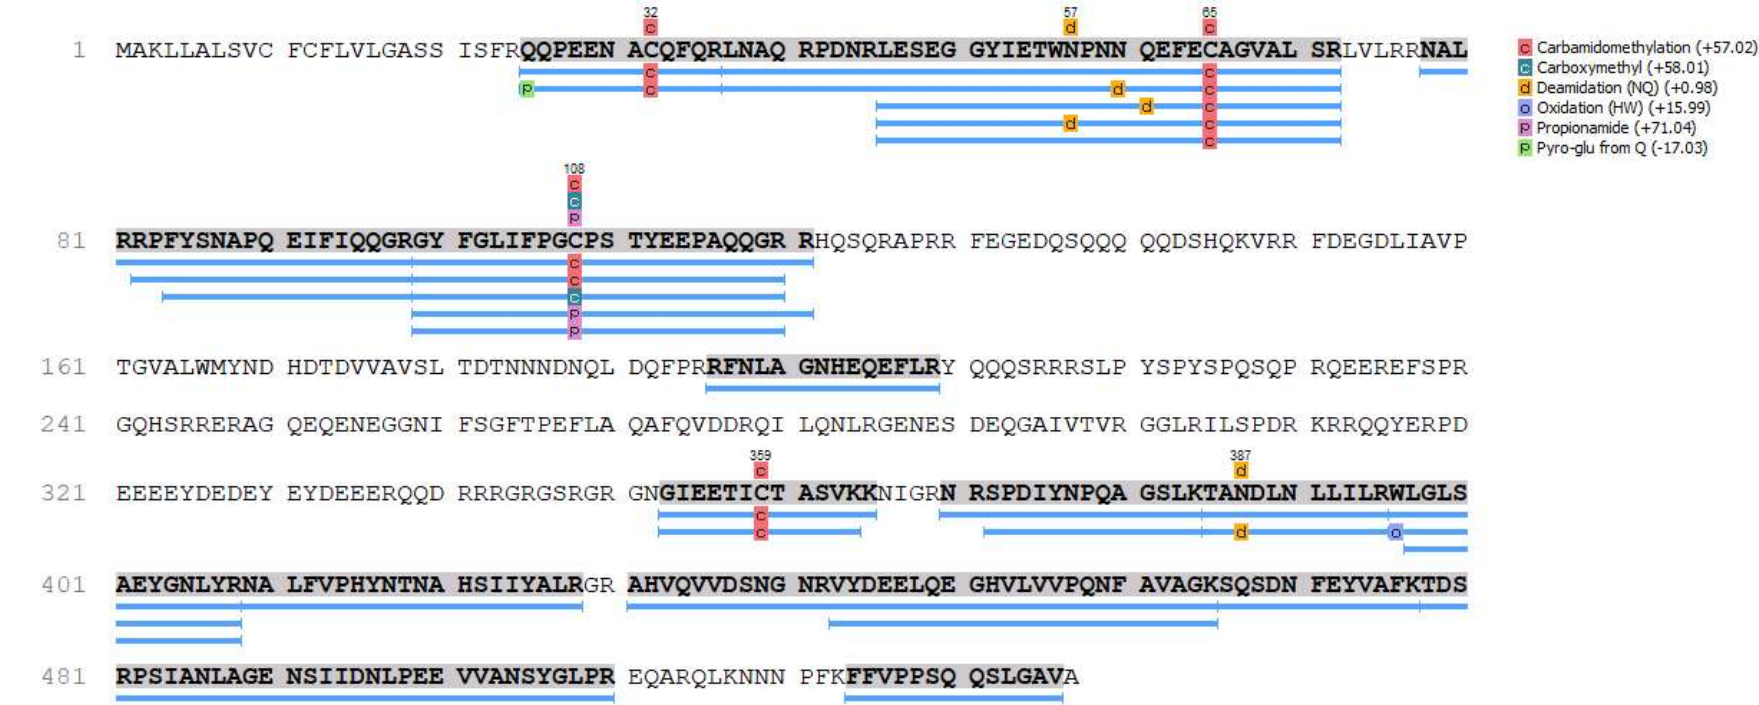 32 57 65
c d c
1 MAKLLALSVC FCFLVLGASS ISFRQQPEEN ACQFQRLNAQ RPDNRLESEG GYIETWNPNN QEFECAGVAL SRLVLRRNAL
c c
p c d c
d c
d c
c
c Carbamidomethylation (+57.02)
c Carboxymethyl (+58.01)
d Deamidation (NQ) (+0.98)
o Oxidation (HW) (+15.99)
p Propionamide (+71.04)
p Pyro-glu from Q (-17.03)
108
c
c
p
81 RRPFYSNAPQ EIFIQQGRGY FGLIFPGCPS TYEEPAQQGR RHQSQRAPRR FEGEDQSQQQ QQDSHQKVRR FDEGDLIAVP
c
c
c
p
p
161 TGVALWMYND HDTDVVAVSL TDTNNNDNQL DQFPRRFNLA GNHEQEFLRY QQQSRRRSLP YSPYSPQSQP RQEEREFSPR
241 GQHSRRERAG QEQENEGGNI FSGFTPEFLA QAFQVDDRQI LQNLRGENES DEQGAIVTVR GGLRILSPDR KRRQQYERPD
359 387
c d
321 EEEEYDEDEY EYDEEERQQD RRRGRGSRGR GNGIEETICT ASVKKNIGRN RSPDIYNPQA GSLKTANDLN LLILRWLGLS
c
c d o
401 AEYGNLYRNA LFVPHYNTNA HSIIYALRGR AHVQVVDSNG NRVYDEELQE GHVLVVPQNF AVAGKSQSDN FEYVAFKTDS
481 RPSIANLAGE NSIIDNLPEE VVANSYGLPR EQARQLKNNN PFKFFVPPSQ QSLGAVA